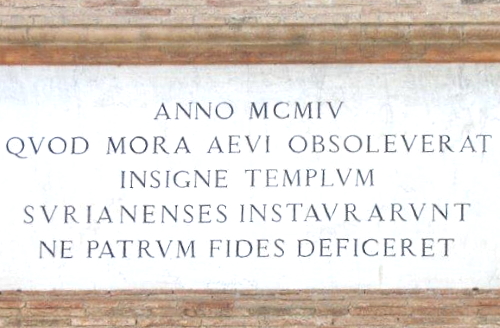 ANNO MCMIV
QVOD MORA AEVI OBSOLEVERAT
INSIGNE TEMPLVM
SVRIANENSES INSTAVRARVNT
NE PATRVM FIDES DEFICERET